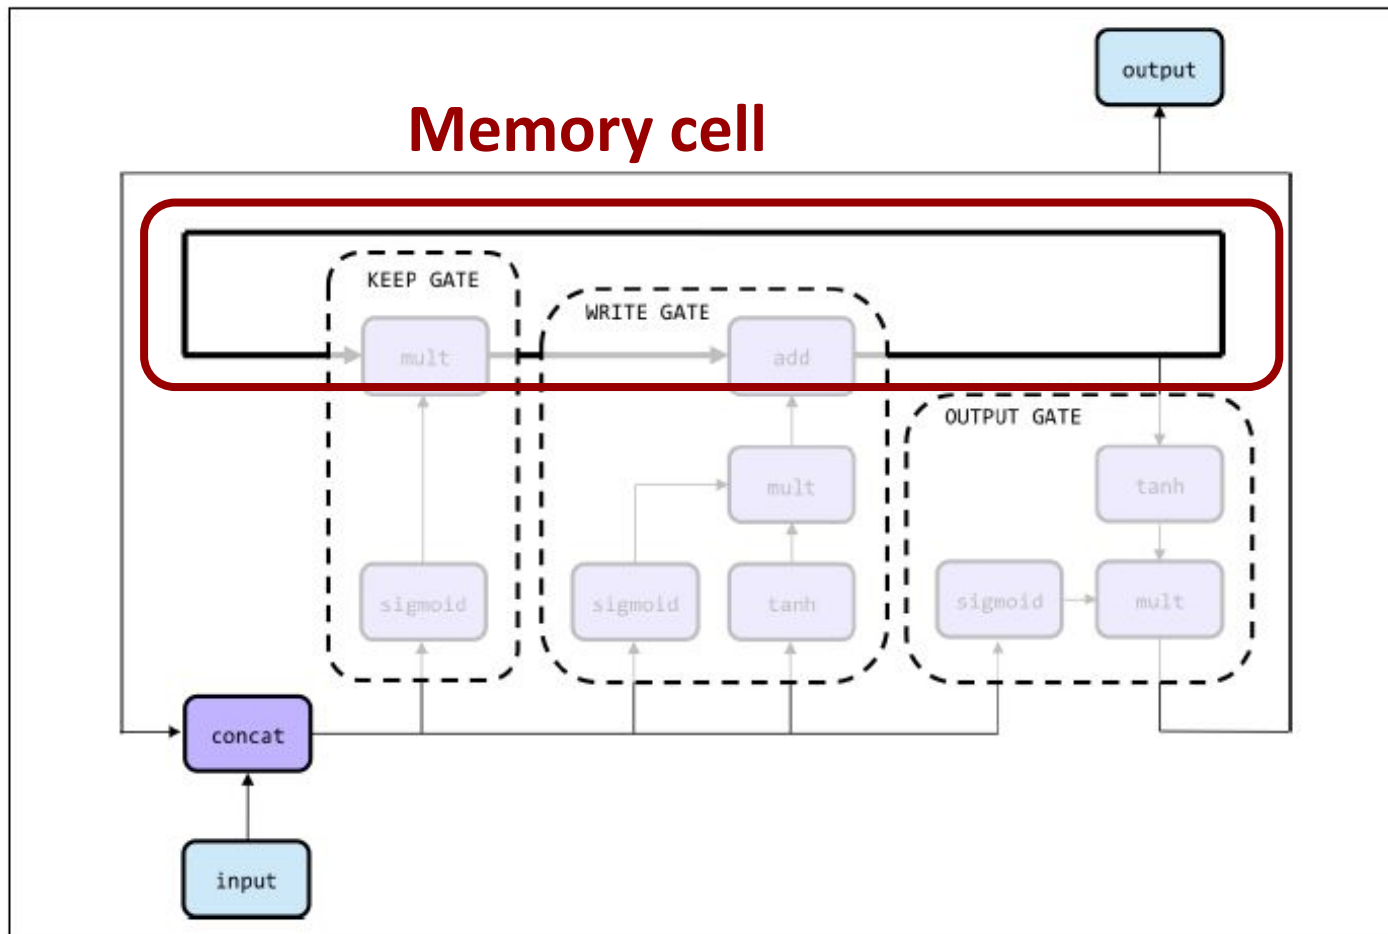 output
Memory cell
KEEP GATE
WRITE GATE
mult
add
OUTPUT GATE
mult
tanh
sigmoid
sigmoid
tanh
sigmoid
mult
concat
input